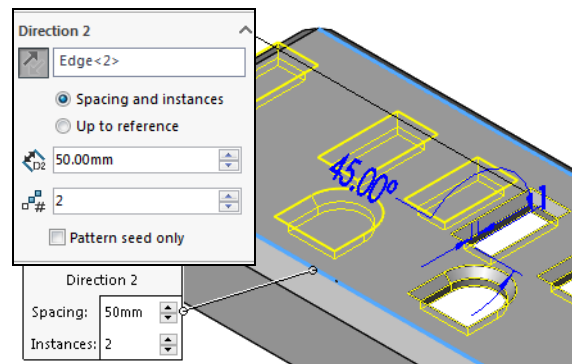 Direction 2
Edge<2>
Spacing and instances
Up to reference
D2
50.00mm
#
2
Pattern seed only
45.00°
1
Direction 2
Spacing: 50mm
Instances: 2